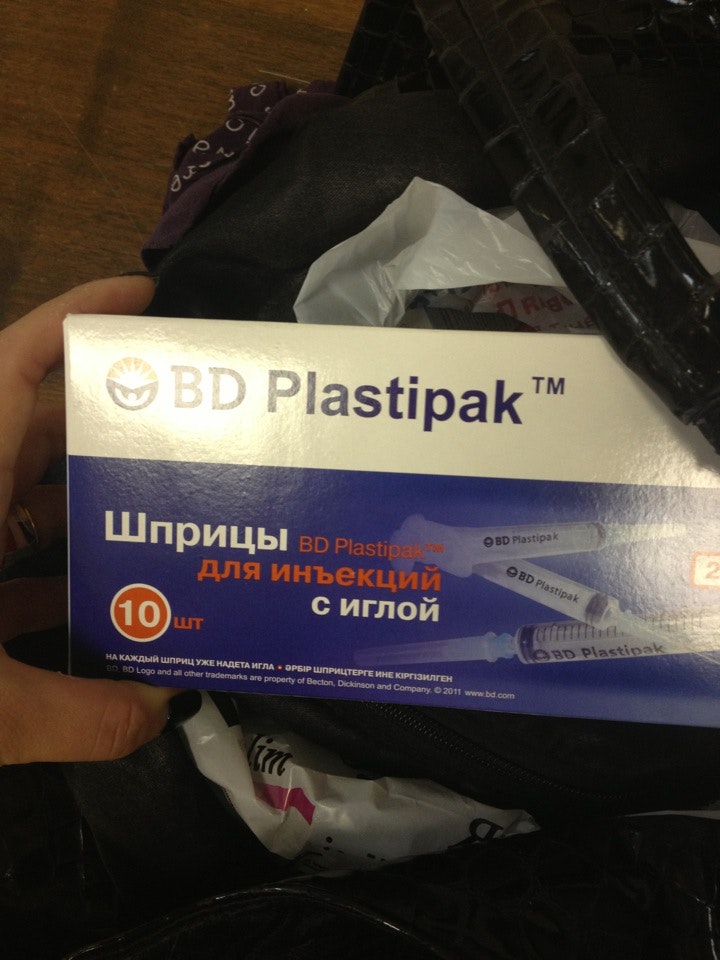 BD Plastipak™
Шприцы BD Plastipak™
для инъекций
с иглой
10 шт
2
BD Plastipak
BD Plastipak
BD Plastipak
НА КАЖДЫЙ ШПРИЦ УЖЕ НАДЕТА ИГЛА • ӘРБІР ШПРИЦТЕРГЕ ИНЕ КІРГІЗІЛГЕН
BD, BD Logo and all other trademarks are property of Becton, Dickinson and Company. © 2011 www.bd.com
lim